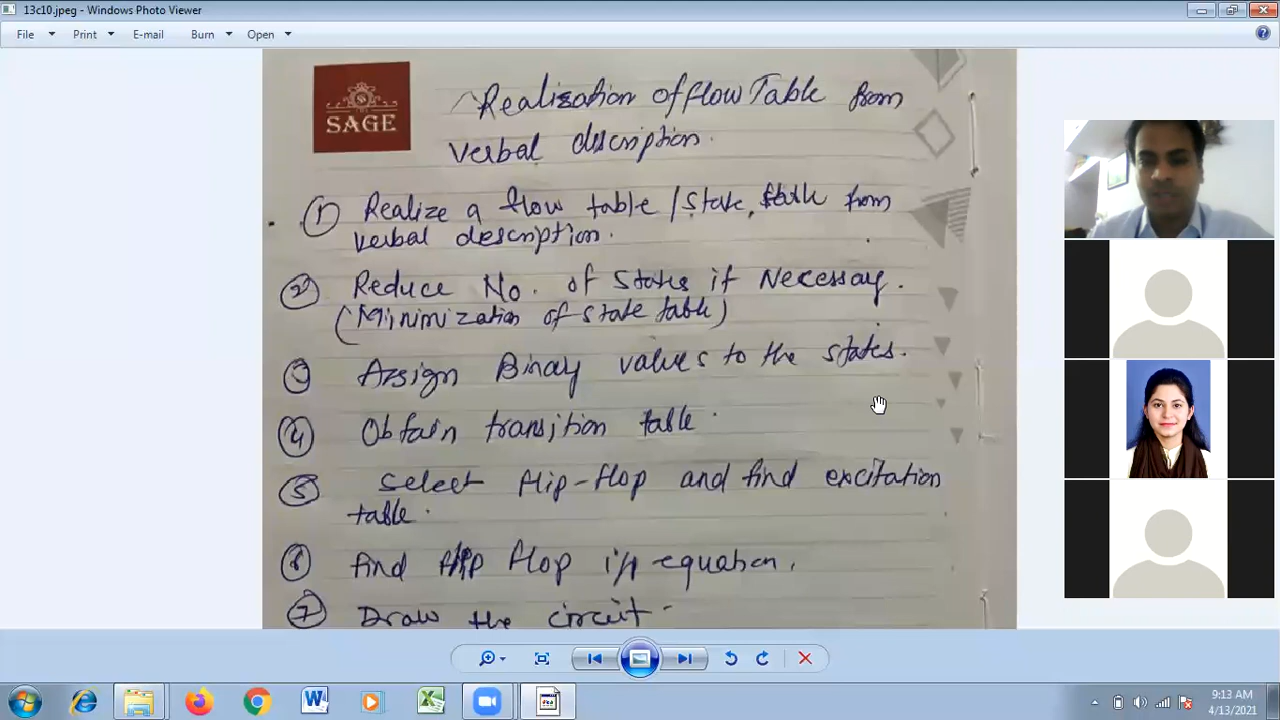 13c10.jpeg - Windows Photo Viewer
File Print E-mail Burn Open
SAGE
Realization of flow Table from
verbal description.
1 Realize a flow table / state, table from
verbal description.
2 Reduce No. of states if Necessary.
(Minimization of state table)
3 Assign Binary values to the states.
4 Obtain transition table.
5 select flip-flop and find excitation
table.
6 find flip flop i/p equation.
7 Draw the circuit.
9:13 AM
4/13/2021